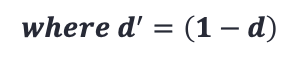 where d′ = (1 – d)